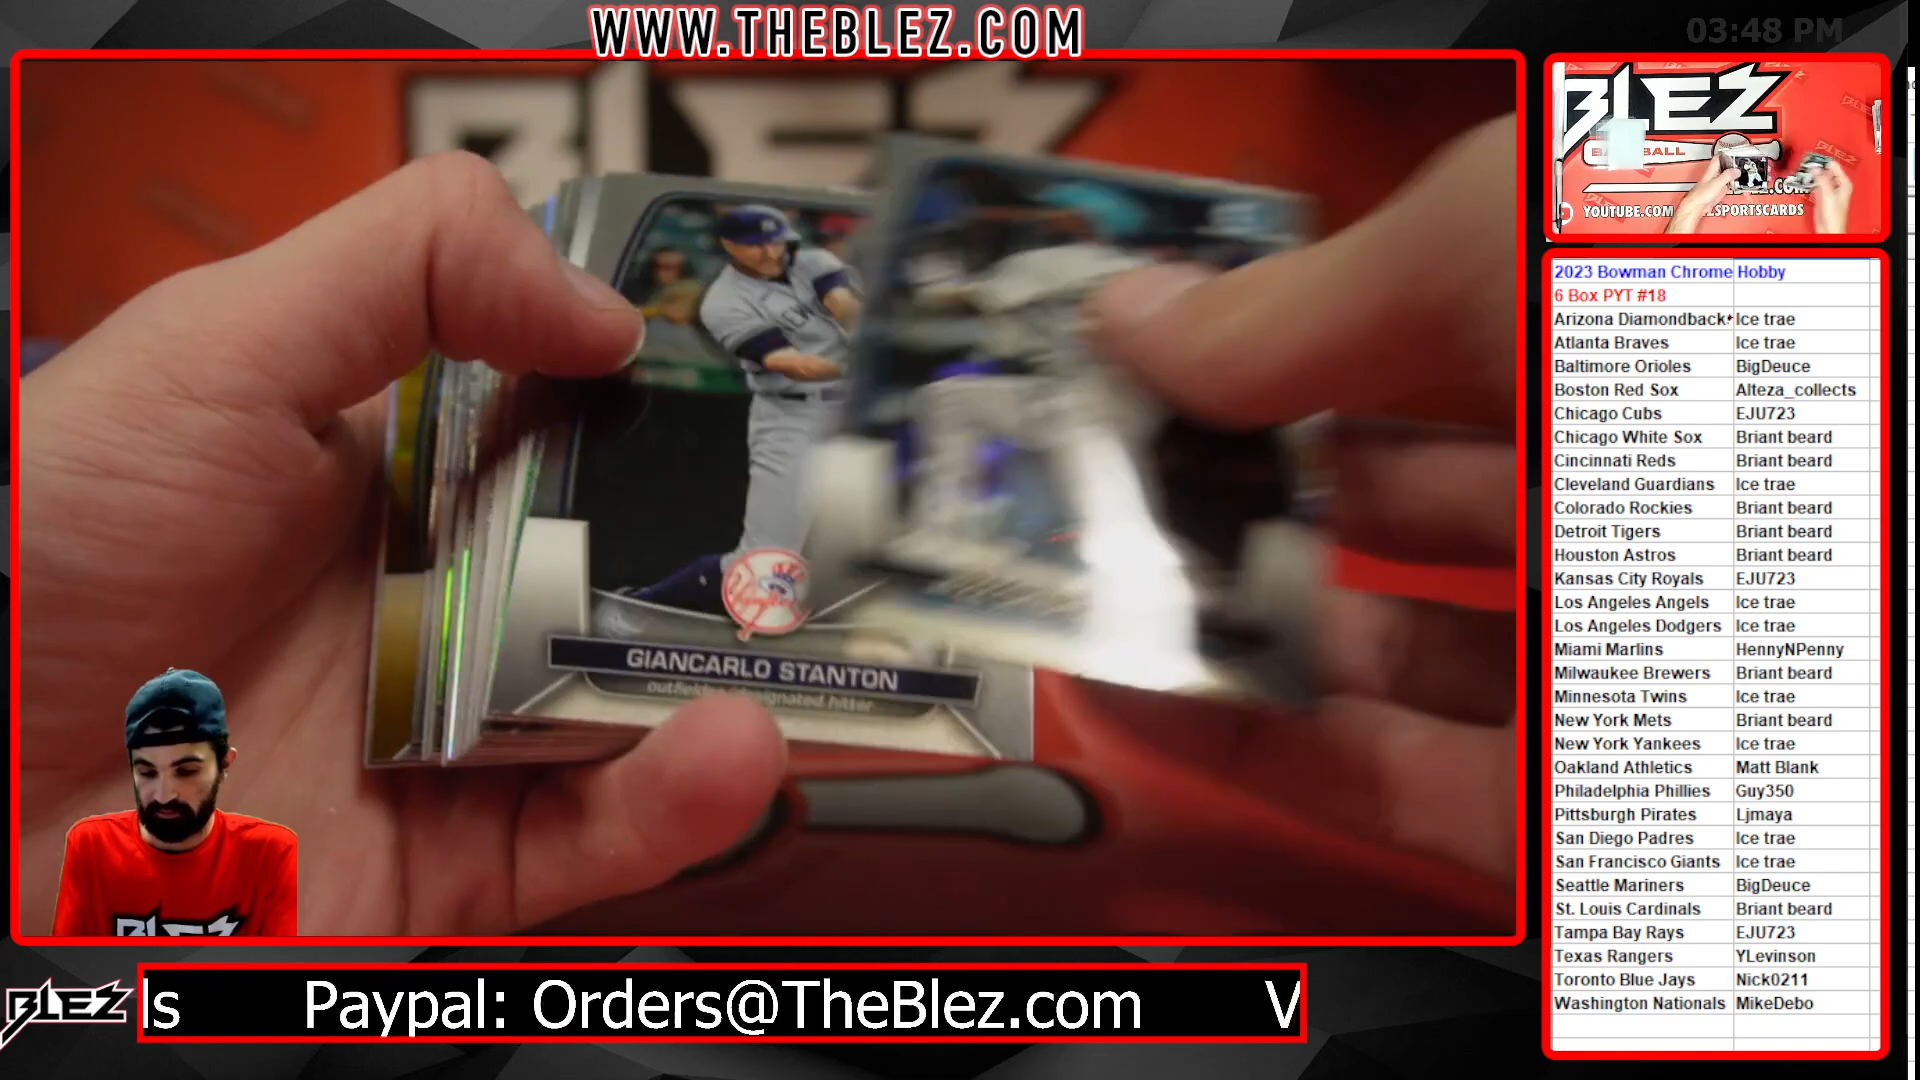 WWW.THEBLEZ.COM
03:48 PM
BLEZ
YOUTUBE.COM
GIANCARLO STANTON
BLEZ
ls Paypal: Orders@TheBlez.com V
2023 Bowman Chrome Hobby
6 Box PYT #18
Arizona Diamondback Ice trae
Atlanta Braves Ice trae
Baltimore Orioles BigDeuce
Boston Red Sox Alteza_collects
Chicago Cubs EJU723
Chicago White Sox Briant beard
Cincinnati Reds Briant beard
Cleveland Guardians Ice trae
Colorado Rockies Briant beard
Detroit Tigers Briant beard
Houston Astros Briant beard
Kansas City Royals EJU723
Los Angeles Angels Ice trae
Los Angeles Dodgers Ice trae
Miami Marlins HennyNPenny
Milwaukee Brewers Briant beard
Minnesota Twins Ice trae
New York Mets Briant beard
New York Yankees Ice trae
Oakland Athletics Matt Blank
Philadelphia Phillies Guy350
Pittsburgh Pirates Ljmaya
San Diego Padres Ice trae
San Francisco Giants Ice trae
Seattle Mariners BigDeuce
St. Louis Cardinals Briant beard
Tampa Bay Rays EJU723
Texas Rangers YLevinson
Toronto Blue Jays Nick0211
Washington Nationals MikeDebo